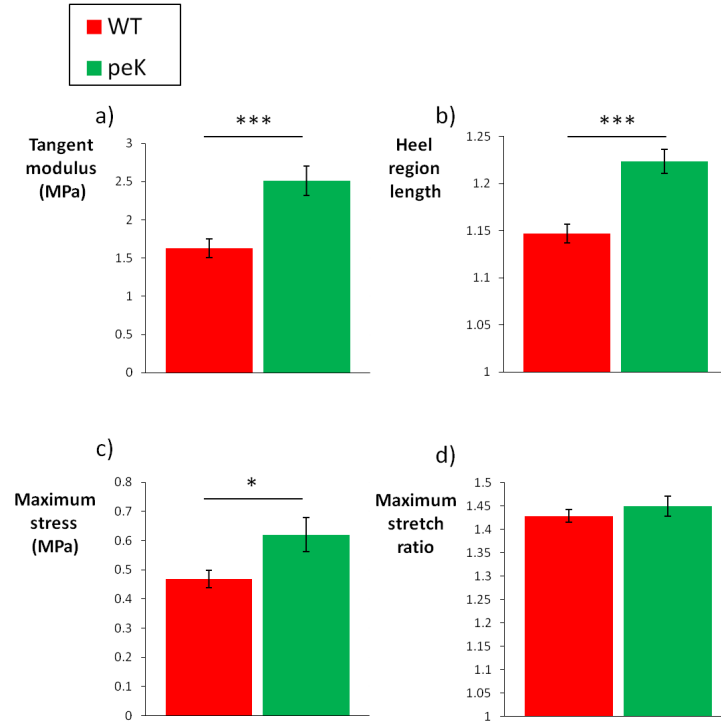 WT
peK
a)
Tangent
modulus
(MPa)
***
3
2.5
2
1.5
1
0.5
0
b)
Heel
region
length
***
1.25
1.2
1.15
1.1
1.05
1
c)
Maximum
stress
(MPa)
*
0.8
0.7
0.6
0.5
0.4
0.3
0.2
0.1
0
d)
Maximum
stretch
ratio
1.5
1.45
1.4
1.35
1.3
1.25
1.2
1.15
1.1
1.05
1